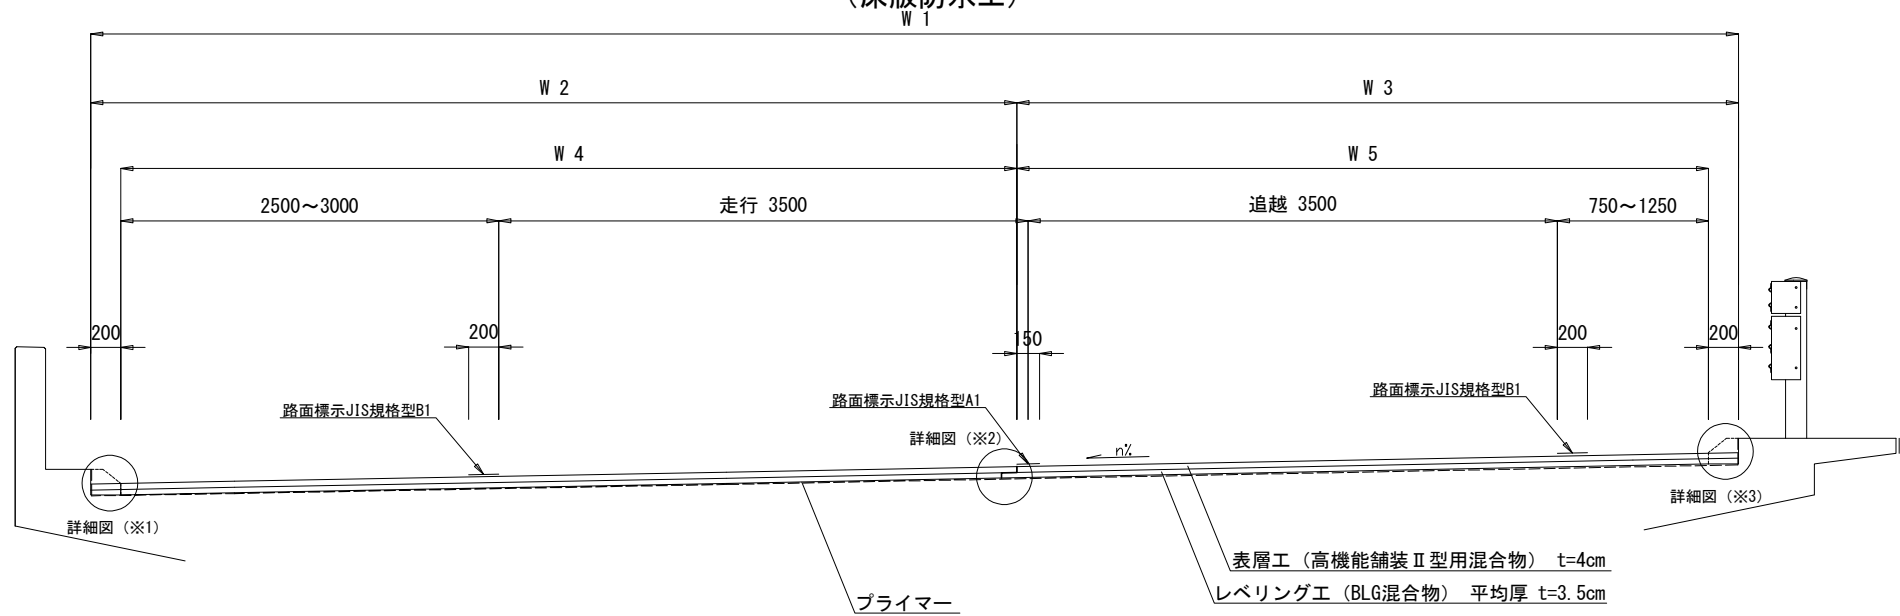 (床版防水工)
W 1
W 2
W 3
W 4
W 5
2500～3000
走行 3500
追越 3500
750～1250
200
200
150
200
200
路面標示JIS規格型B1
路面標示JIS規格型A1
路面標示JIS規格型B1
詳細図（※2）
n%
詳細図（※1）
詳細図（※3）
表層工（高機能舗装Ⅱ型用混合物） t=4cm
レベリング工（BLG混合物） 平均厚 t=3.5cm
プライマー